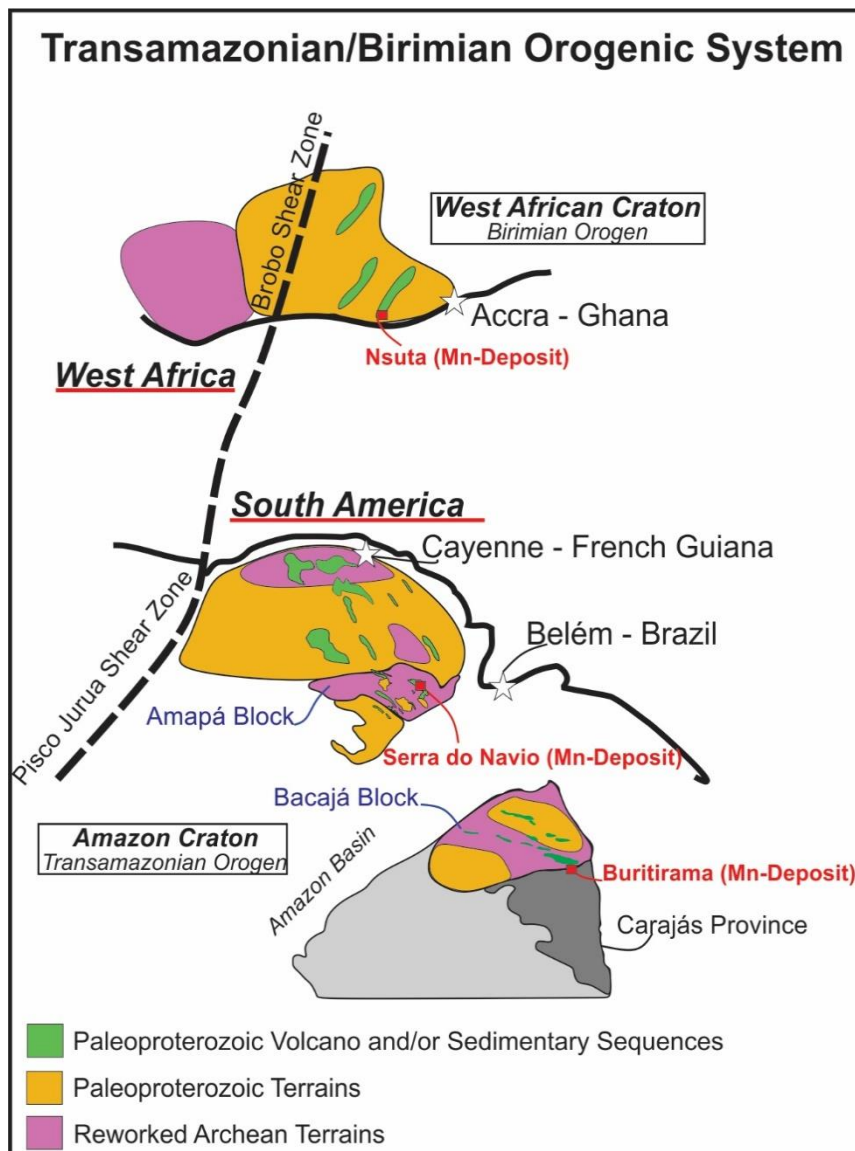 Transamazonian/Birimian Orogenic System
Brobo Shear Zone
West African Craton
Birimian Orogen
Accra - Ghana
Nsuta (Mn-Deposit)
West Africa
South America
Cayenne - French Guiana
Pisco Jurua Shear Zone
Belém - Brazil
Amapá Block
Serra do Navio (Mn-Deposit)
Bacajá Block
Amazon Craton
Transamazonian Orogen
Amazon Basin
Buritirama (Mn-Deposit)
Carajás Province
Paleoproterozoic Volcano and/or Sedimentary Sequences
Paleoproterozoic Terrains
Reworked Archean Terrains